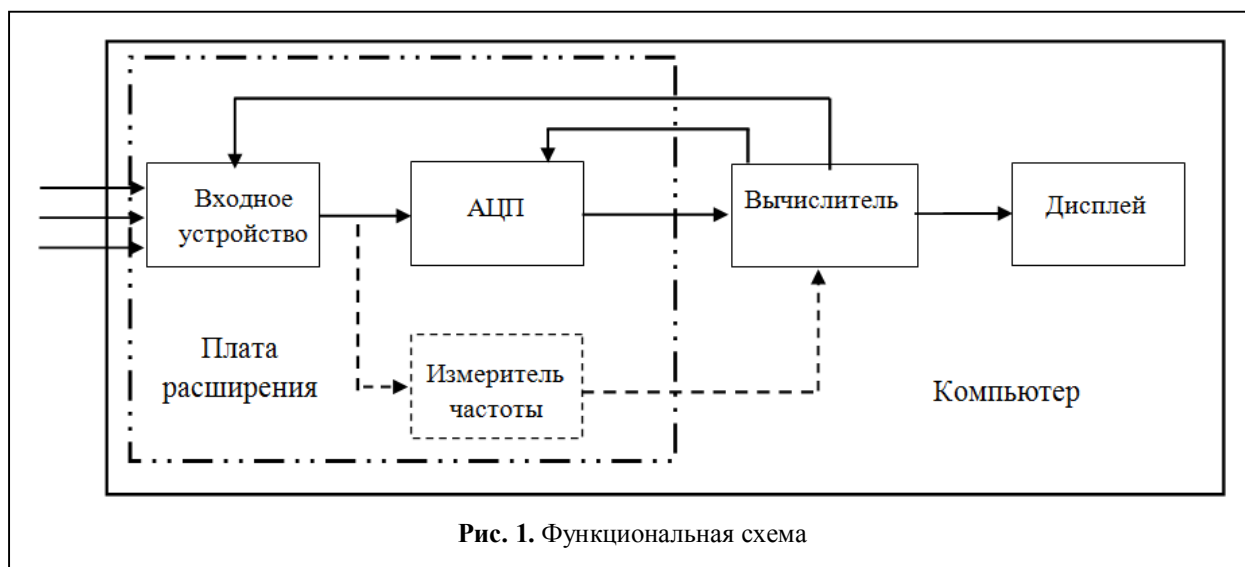 Входное
устройство
АЦП
Вычислитель
Дисплей
Плата
расширения
Измеритель
частоты
Компьютер
Рис. 1. Функциональная схема